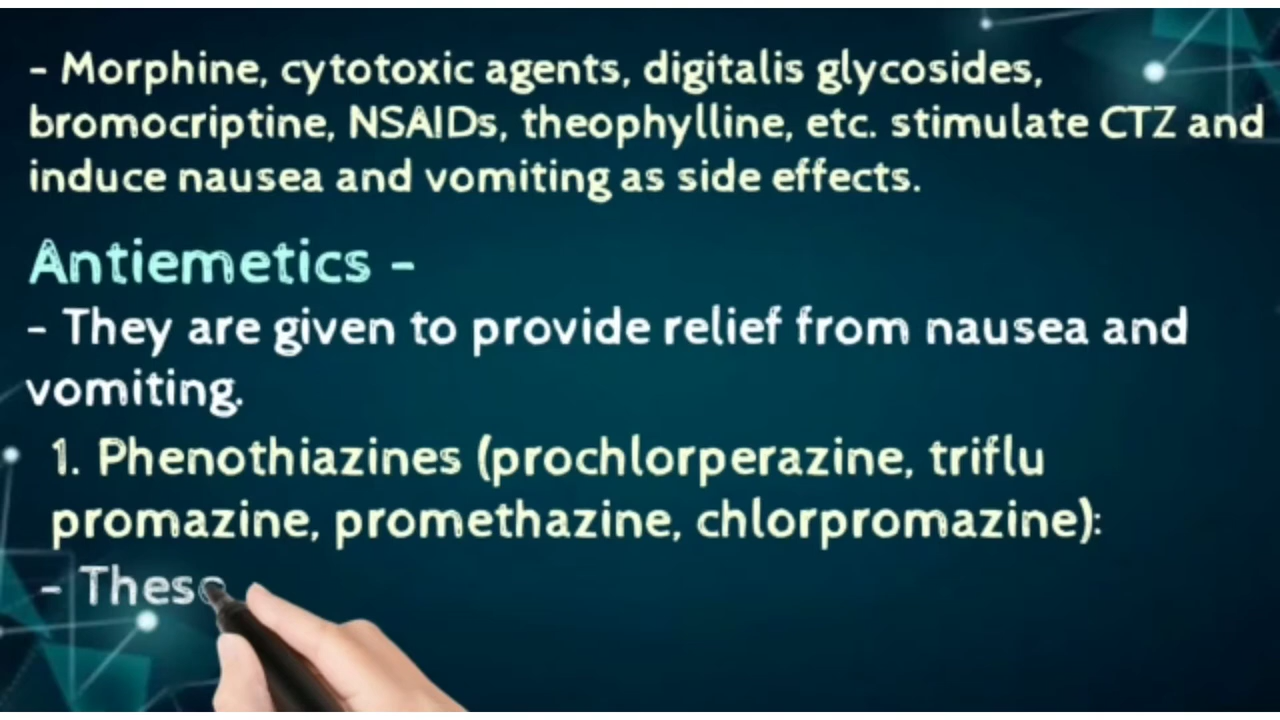 - Morphine, cytotoxic agents, digitalis glycosides,
bromocriptine, NSAIDs, theophylline, etc. stimulate CTZ and
induce nausea and vomiting as side effects.
Antiemetics -
- They are given to provide relief from nausea and
vomiting.
1. Phenothiazines (prochlorperazine, triflu
promazine, promethazine, chlorpromazine):
- These